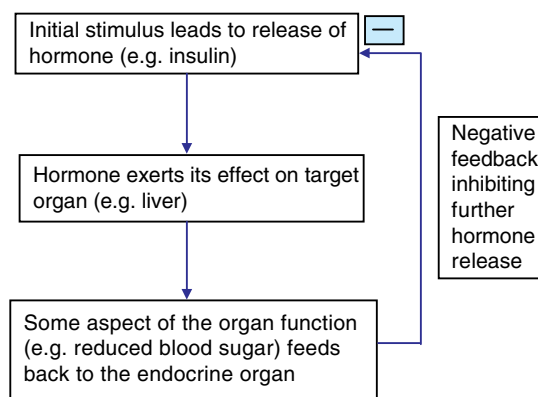 Initial stimulus leads to release of
hormone (e.g. insulin)
—
Hormone exerts its effect on target
organ (e.g. liver)
Negative
feedback
inhibiting
further
hormone
release
Some aspect of the organ function
(e.g. reduced blood sugar) feeds
back to the endocrine organ